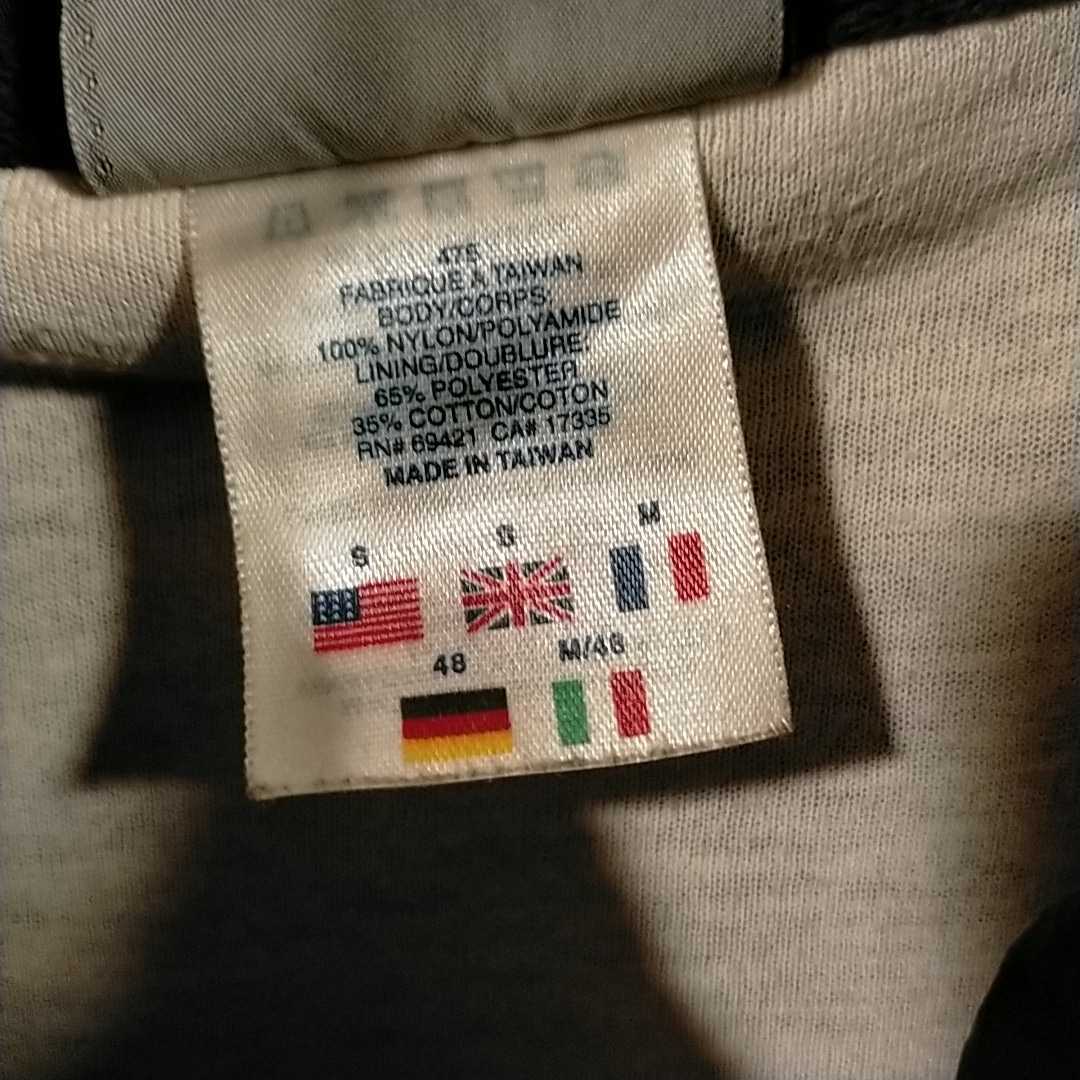 475
FABRIQUE A TAIWAN
BODY/CORPS
100% NYLON/POLYAMIDE
LINING/DOUBLURE
65% POLYESTER
35% COTTON/COTON
RN# 69421 CA# 17335
MADE IN TAIWAN
S S M
48 M/48